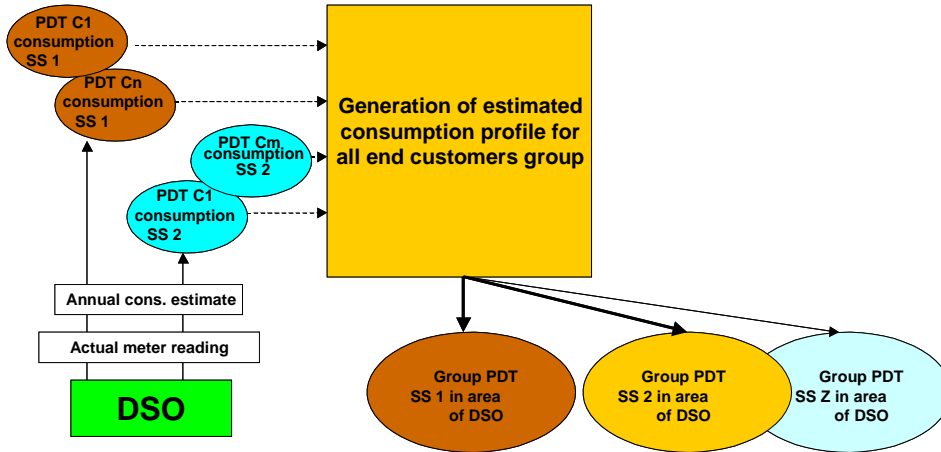 PDT C1
consumption
SS 1
PDT Cn
consumption
SS 1
PDT Cm
consumption
SS 2
PDT C1
consumption
SS 2
Generation of estimated
consumption profile for
all end customers group
Annual cons. estimate
Actual meter reading
DSO
Group PDT
SS 1 in area
of DSO
Group PDT
SS 2 in area
of DSO
Group PDT
SS Z in area
of DSO